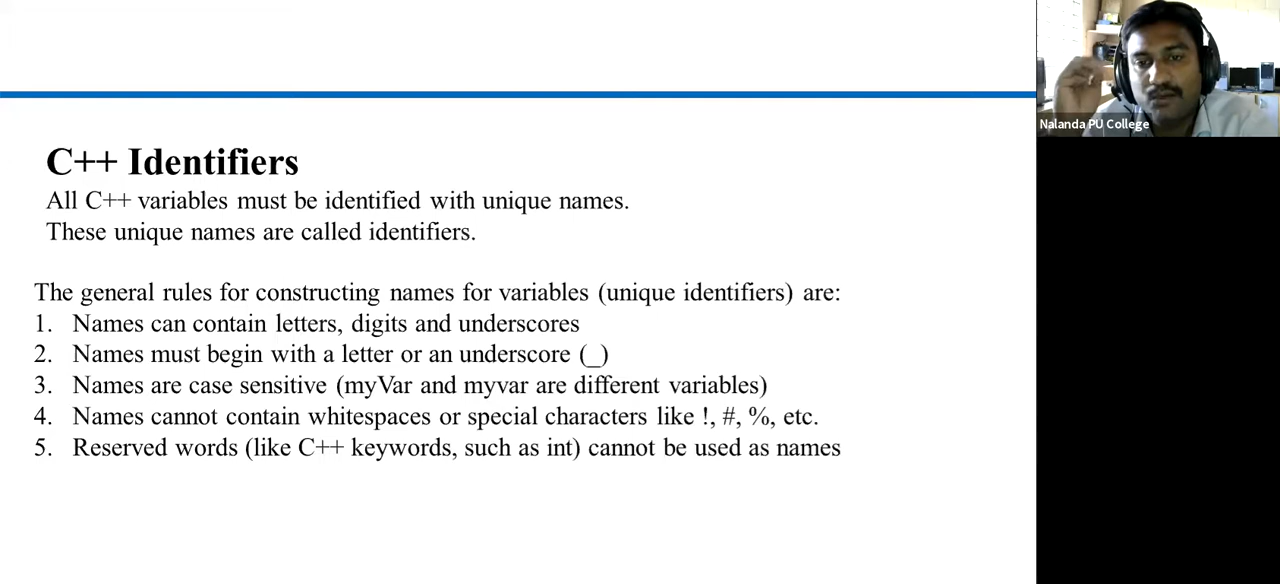 C++ Identifiers
All C++ variables must be identified with unique names.
These unique names are called identifiers.
The general rules for constructing names for variables (unique identifiers) are:
1. Names can contain letters, digits and underscores
2. Names must begin with a letter or an underscore (_)
3. Names are case sensitive (myVar and myvar are different variables)
4. Names cannot contain whitespaces or special characters like !, #, %, etc.
5. Reserved words (like C++ keywords, such as int) cannot be used as names
Nalanda PU College